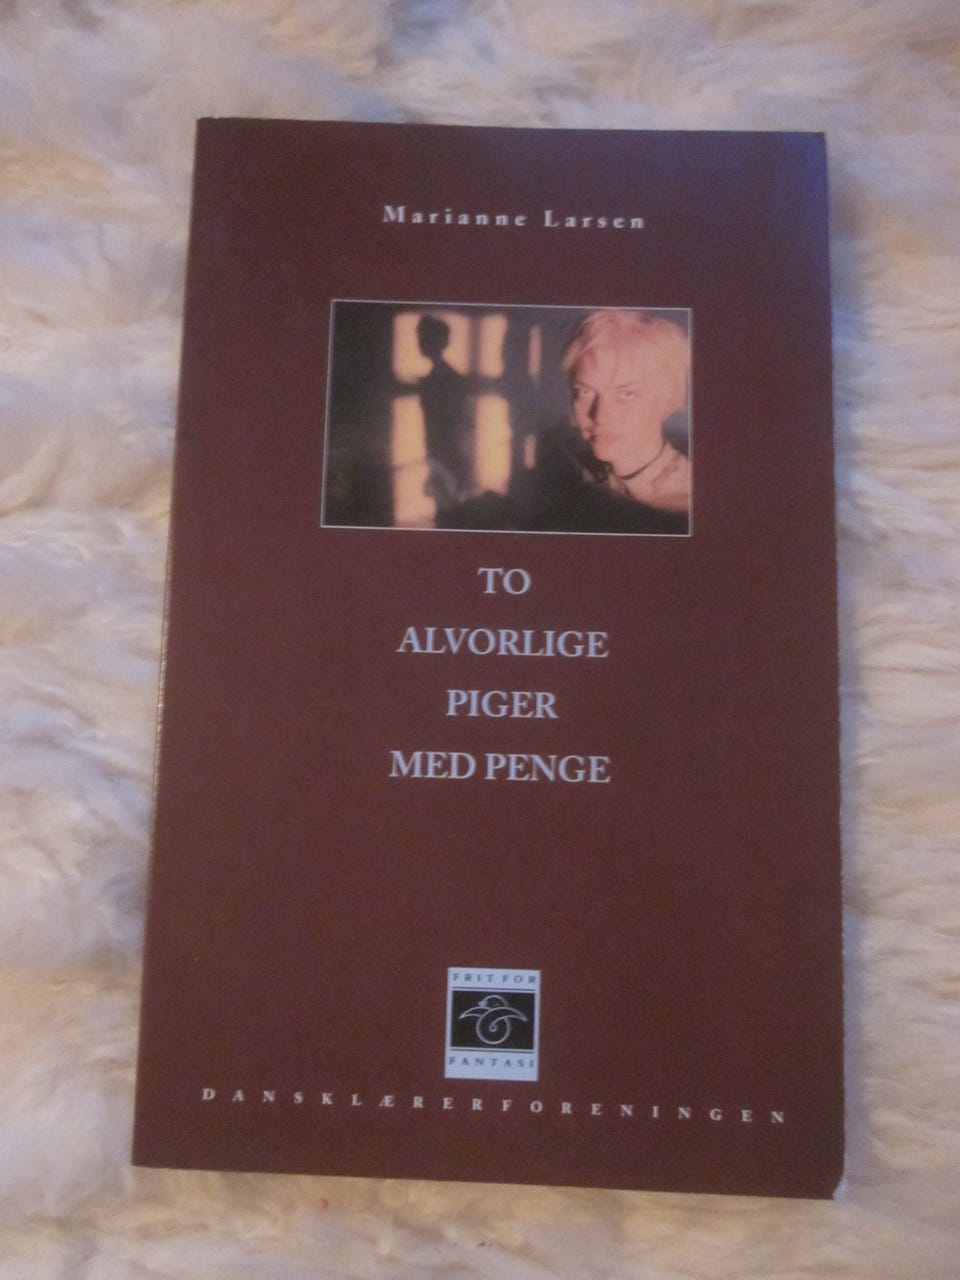 Marianne Larsen
TO
ALVORLIGE
PIGER
MED PENGE
FRIT FOR
FANTASI
DANSKLÆRERFORENINGEN